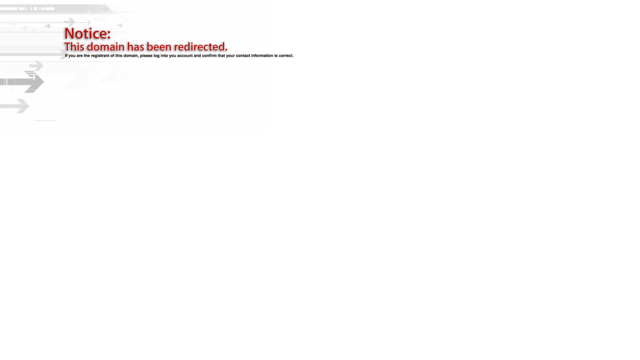 Notice:
This domain has been redirected.
If you are the registrant of this domain, please log into you account and confirm that your contact information is correct.